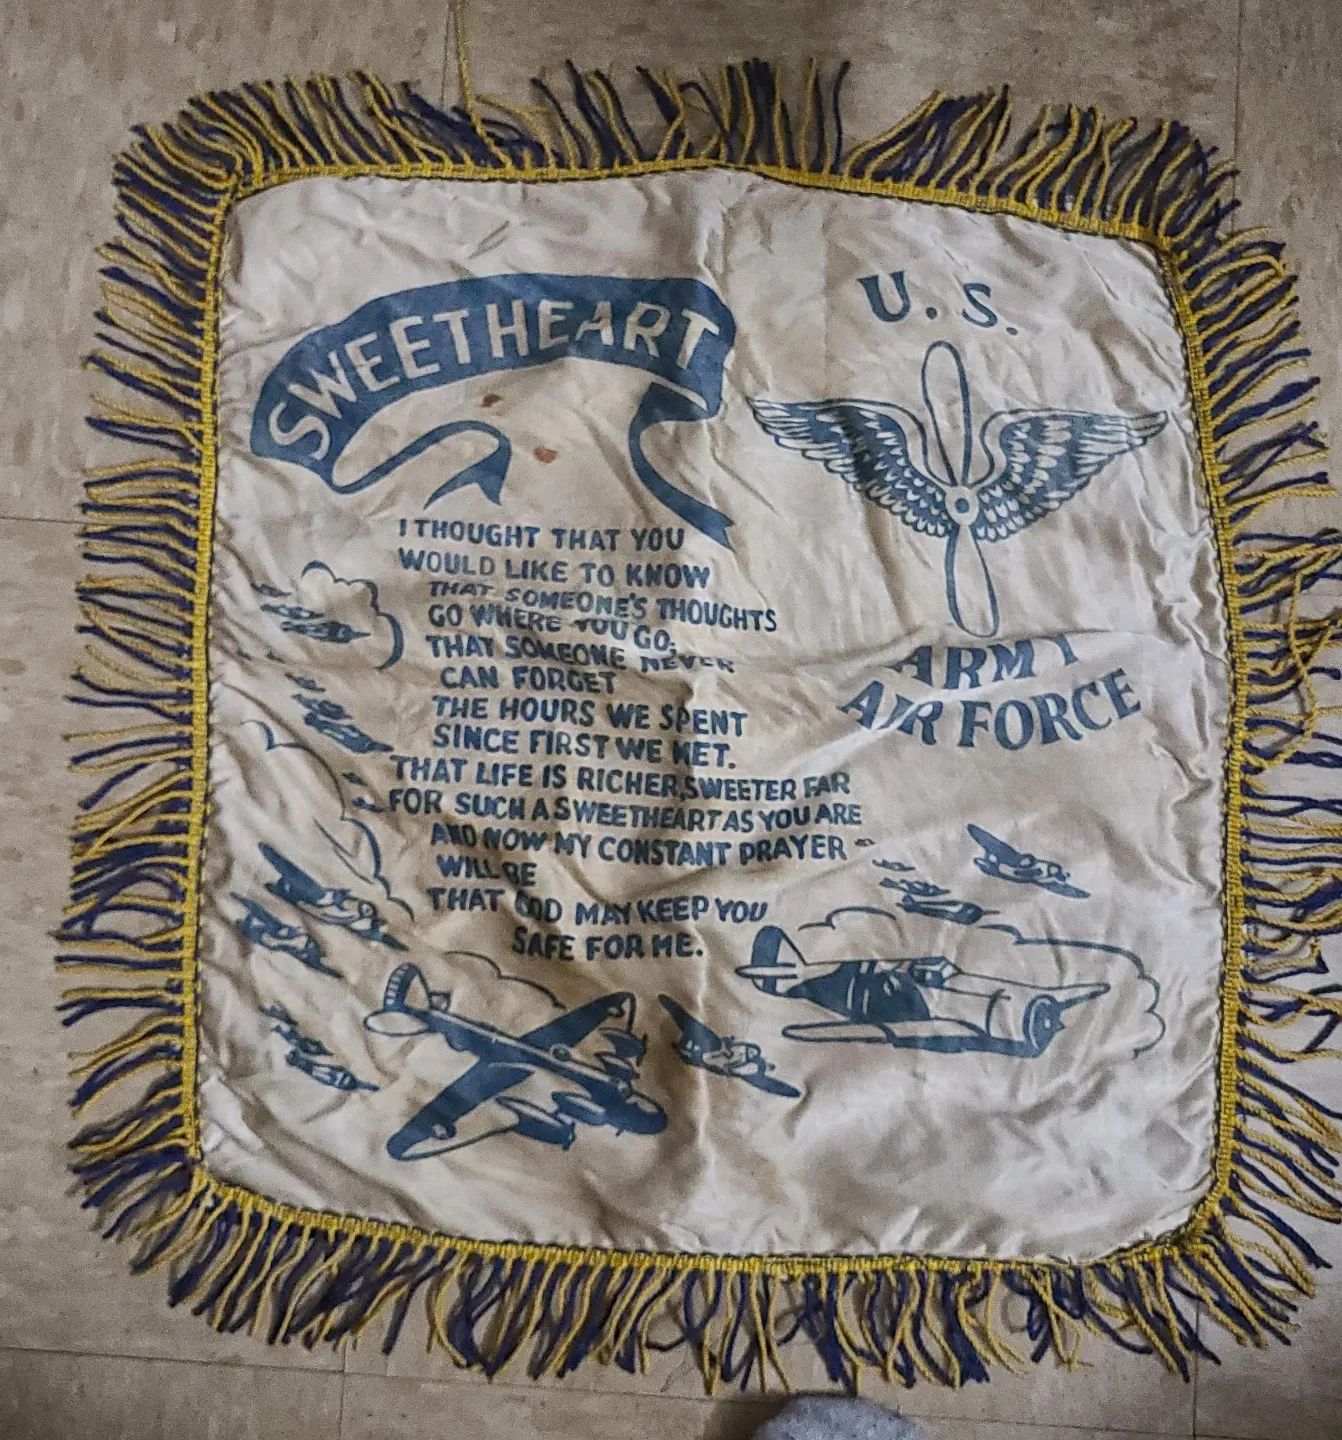 SWEETHEART
I THOUGHT THAT YOU
WOULD LIKE TO KNOW
THAT SOMEONE'S THOUGHTS
GO WHERE YOU GO;
THAT SOMEONE NEVER
CAN FORGET
THE HOURS WE SPENT
SINCE FIRST WE MET.
THAT LIFE IS RICHER, SWEETER FAR
FOR SUCH A SWEETHEART AS YOU ARE
AND NOW MY CONSTANT PRAYER
WILL BE
THAT GOD MAY KEEP YOU
SAFE FOR ME.
U.S.
ARMY
AIR FORCE